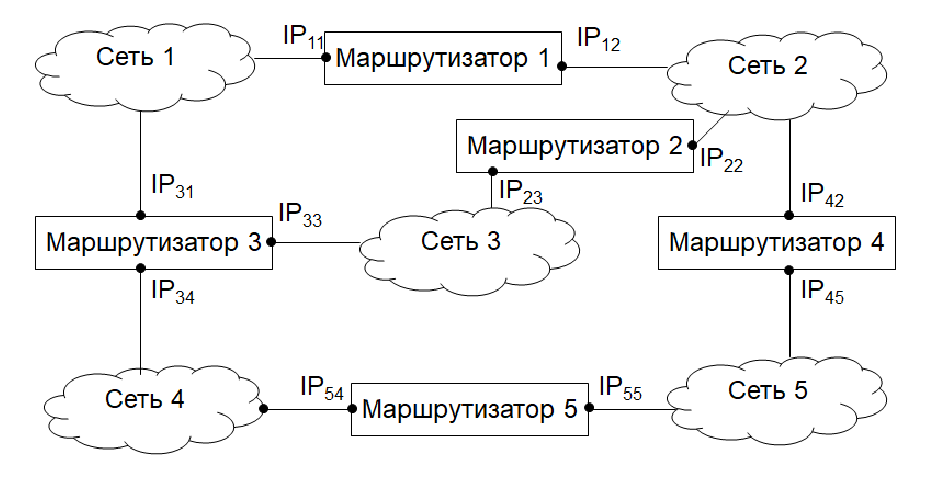 Сеть 1
IP11
Маршрутизатор 1
IP12
Сеть 2
Маршрутизатор 2
IP22
IP23
IP31
IP33
Сеть 3
IP42
Маршрутизатор 3
Маршрутизатор 4
IP34
IP45
Сеть 4
IP54
Маршрутизатор 5
IP55
Сеть 5